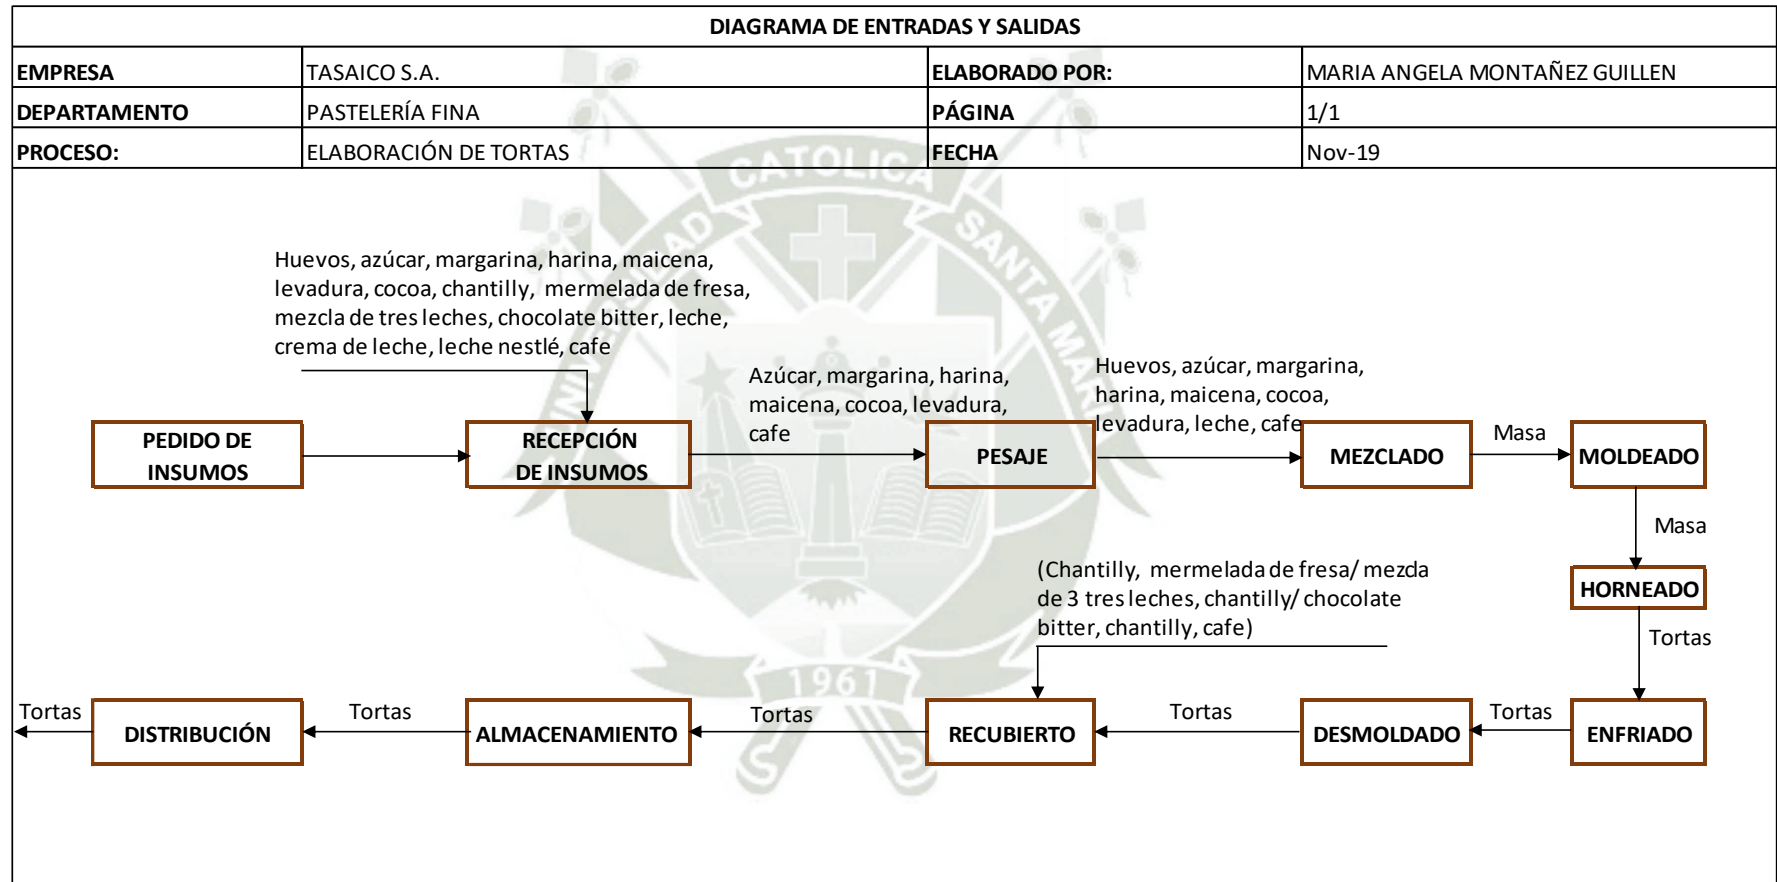 DIAGRAMA DE ENTRADAS Y SALIDAS
EMPRESA TASAICO S.A. ELABORADO POR: MARIA ANGELA MONTAÑEZ GUILLEN
DEPARTAMENTO PASTELERÍA FINA PÁGINA 1/1
PROCESO: ELABORACIÓN DE TORTAS FECHA Nov-19
UNIVERSIDAD CATOLICA SANTA MARIA
Huevos, azúcar, margarina, harina, maicena,
levadura, cocoa, chantilly, mermelada de fresa,
mezcla de tres leches, chocolate bitter, leche,
crema de leche, leche nestlé, cafe
Azúcar, margarina, harina,
maicena, cocoa, levadura,
cafe
Huevos, azúcar, margarina,
harina, maicena, cocoa,
levadura, leche, cafe
PEDIDO DE
INSUMOS
RECEPCIÓN
DE INSUMOS
PESAJE
MEZCLADO
Masa
MOLDEADO
Masa
HORNEADO
Tortas
(Chantilly, mermelada de fresa/ mezcla
de 3 tres leches, chantilly/ chocolate
bitter, chantilly, cafe)
Tortas
DISTRIBUCIÓN
Tortas
ALMACENAMIENTO
Tortas
RECUBIERTO
Tortas
DESMOLDADO
Tortas
ENFRIADO
1961